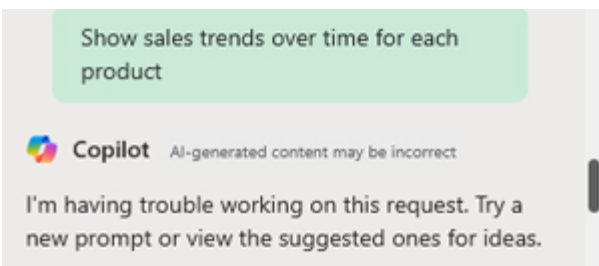 Show sales trends over time for each
product
Copilot AI-generated content may be incorrect
I'm having trouble working on this request. Try a
new prompt or view the suggested ones for ideas.